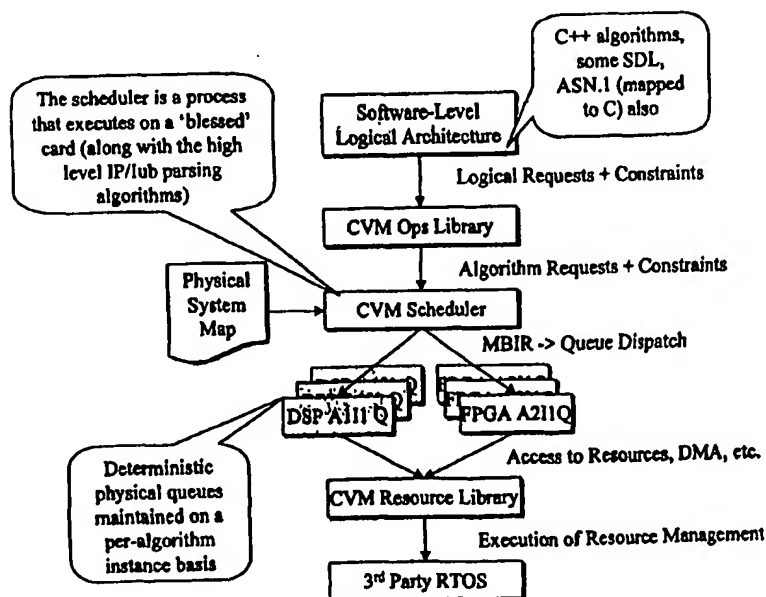 C++ algorithms,
some SDL,
ASN.1 (mapped
to C) also
The scheduler is a process
that executes on a 'blessed'
card (along with the high
level IP/Iub parsing
algorithms)
Software-Level
Logical Architecture
Logical Requests + Constraints
CVM Ops Library
Algorithm Requests + Constraints
Physical
System
Map
CVM Scheduler
MBIR -> Queue Dispatch
DSP A1I1 Q
FPGA A2I1Q
Access to Resources, DMA, etc.
Deterministic
physical queues
maintained on a
per-algorithm
instance basis
CVM Resource Library
Execution of Resource Management
3rd Party RTOS